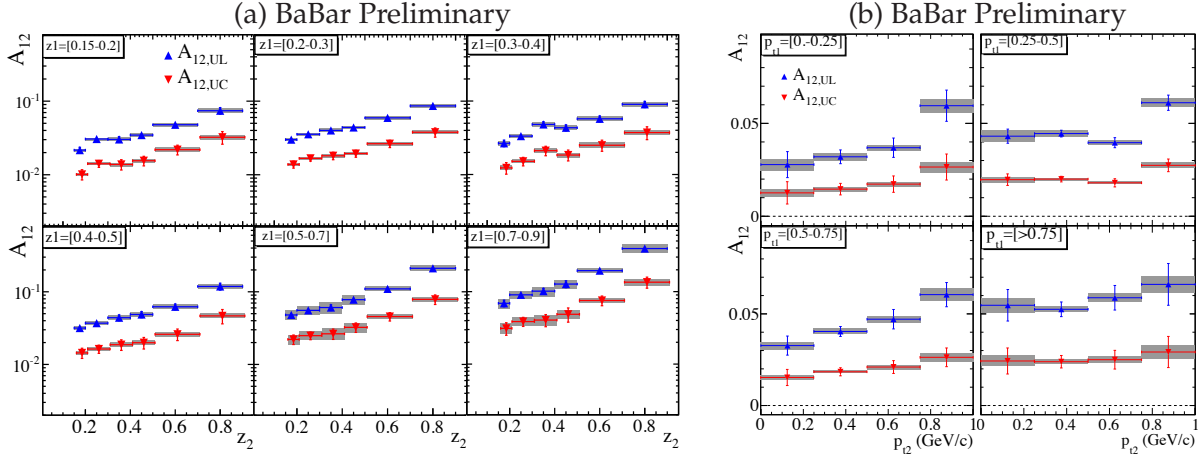 (a) BaBar Preliminary
A12
z1=[0.15-0.2]
z1=[0.2-0.3]
z1=[0.3-0.4]
A12,UL
A12,UC
10^-1
10^-2
A12
z1=[0.4-0.5]
z1=[0.5-0.7]
z1=[0.7-0.9]
10^-1
10^-2
0.2 0.4 0.6 0.8
0.2 0.4 0.6 0.8
0.2 0.4 0.6 0.8
z2
z2
z2
(b) BaBar Preliminary
A12
pt1=[0.-0.25]
pt1=[0.25-0.5]
A12,UL
A12,UC
0.05
0
A12
pt1=[0.5-0.75]
pt1=[>0.75]
0.05
0
0 0.2 0.4 0.6 0.8 1
0 0.2 0.4 0.6 0.8 1
pt2 (GeV/c)
pt2 (GeV/c)